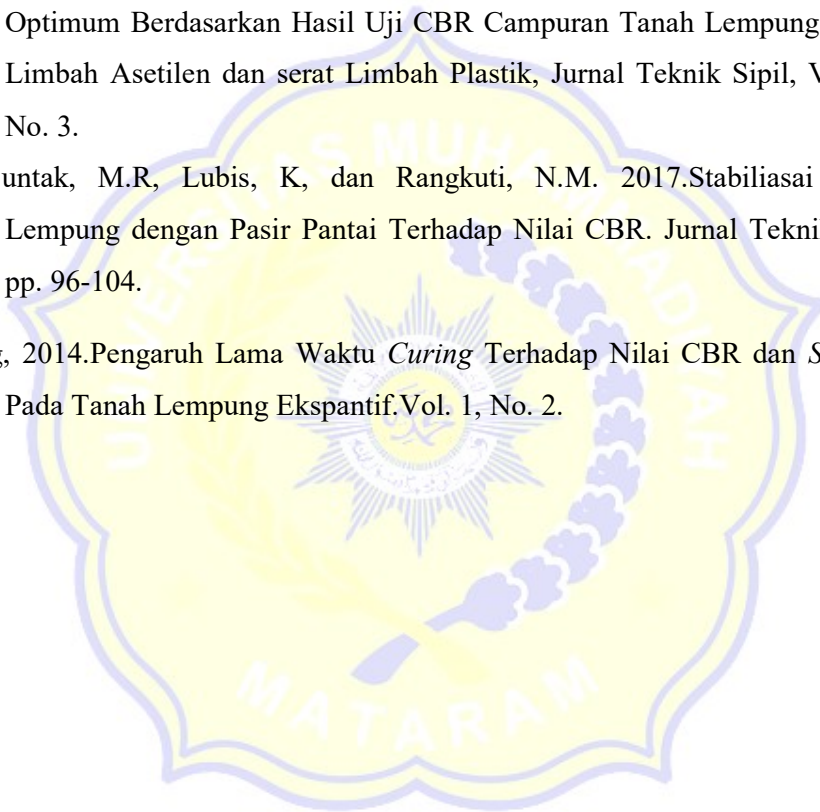 Optimum Berdasarkan Hasil Uji CBR Campuran Tanah Lempung
Limbah Asetilen dan serat Limbah Plastik, Jurnal Teknik Sipil, V
No. 3.
untak, M.R, Lubis, K, dan Rangkuti, N.M. 2017.Stabiliasai
Lempung dengan Pasir Pantai Terhadap Nilai CBR. Jurnal Tekni
pp. 96-104.
g, 2014.Pengaruh Lama Waktu Curing Terhadap Nilai CBR dan S
Pada Tanah Lempung Ekspantif.Vol. 1, No. 2.
UNIVERSITAS MUHAMMADIYAH
MATARAM